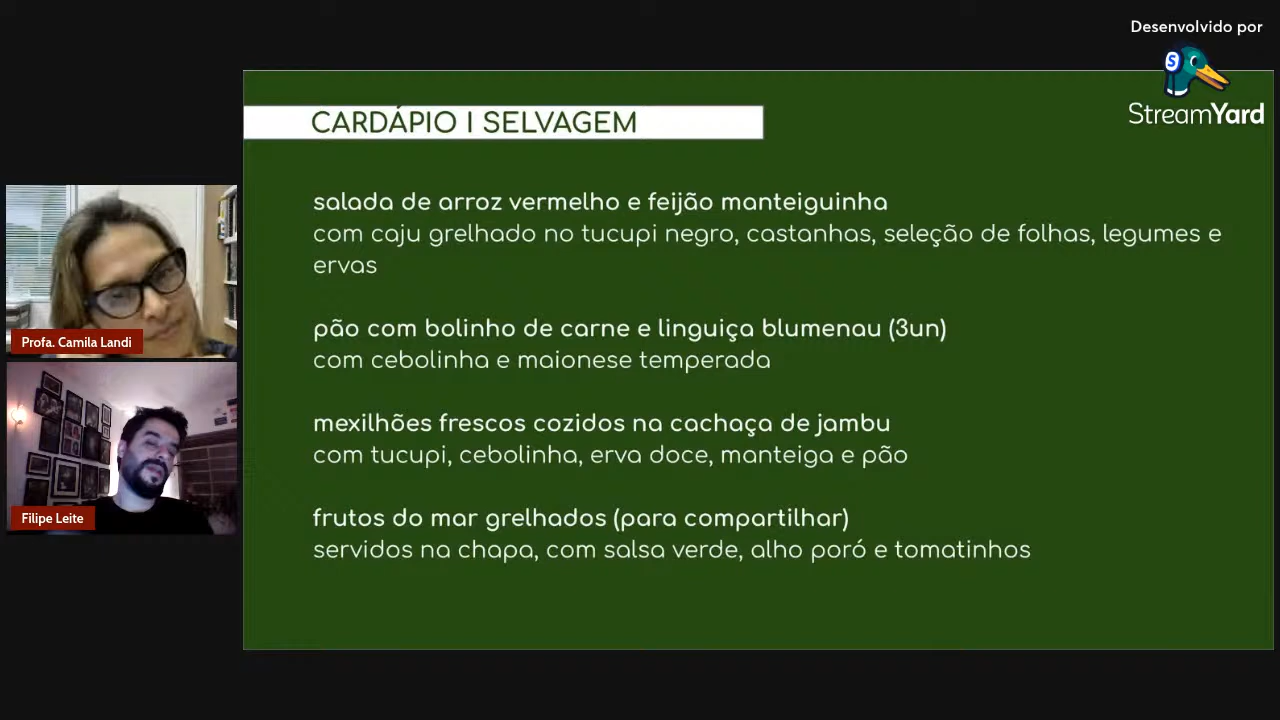 Desenvolvido por
StreamYard
CARDÁPIO I SELVAGEM
salada de arroz vermelho e feijão manteiguinha
com caju grelhado no tucupi negro, castanhas, seleção de folhas, legumes e
ervas
pão com bolinho de carne e linguiça blumenau (3un)
com cebolinha e maionese temperada
mexilhões frescos cozidos na cachaça de jambu
com tucupi, cebolinha, erva doce, manteiga e pão
frutos do mar grelhados (para compartilhar)
servidos na chapa, com salsa verde, alho poró e tomatinhos
Profa. Camila Landi
Filipe Leite